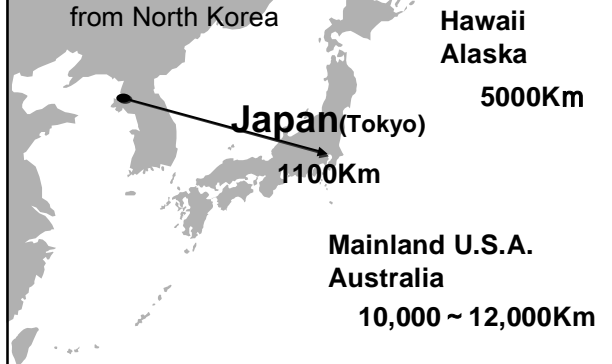 from North Korea
Hawaii
Alaska
5000Km
Japan(Tokyo)
1100Km
Mainland U.S.A.
Australia
10,000 ~ 12,000Km